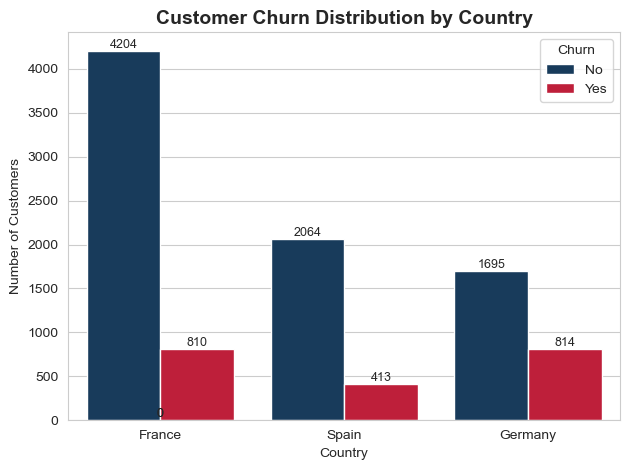 Customer Churn Distribution by Country
4204
Churn
No
Yes
4000
3500
3000
2500
2000
1500
1000
500
0
Number of Customers
2064
1695
810
413
814
0
France
Spain
Germany
Country